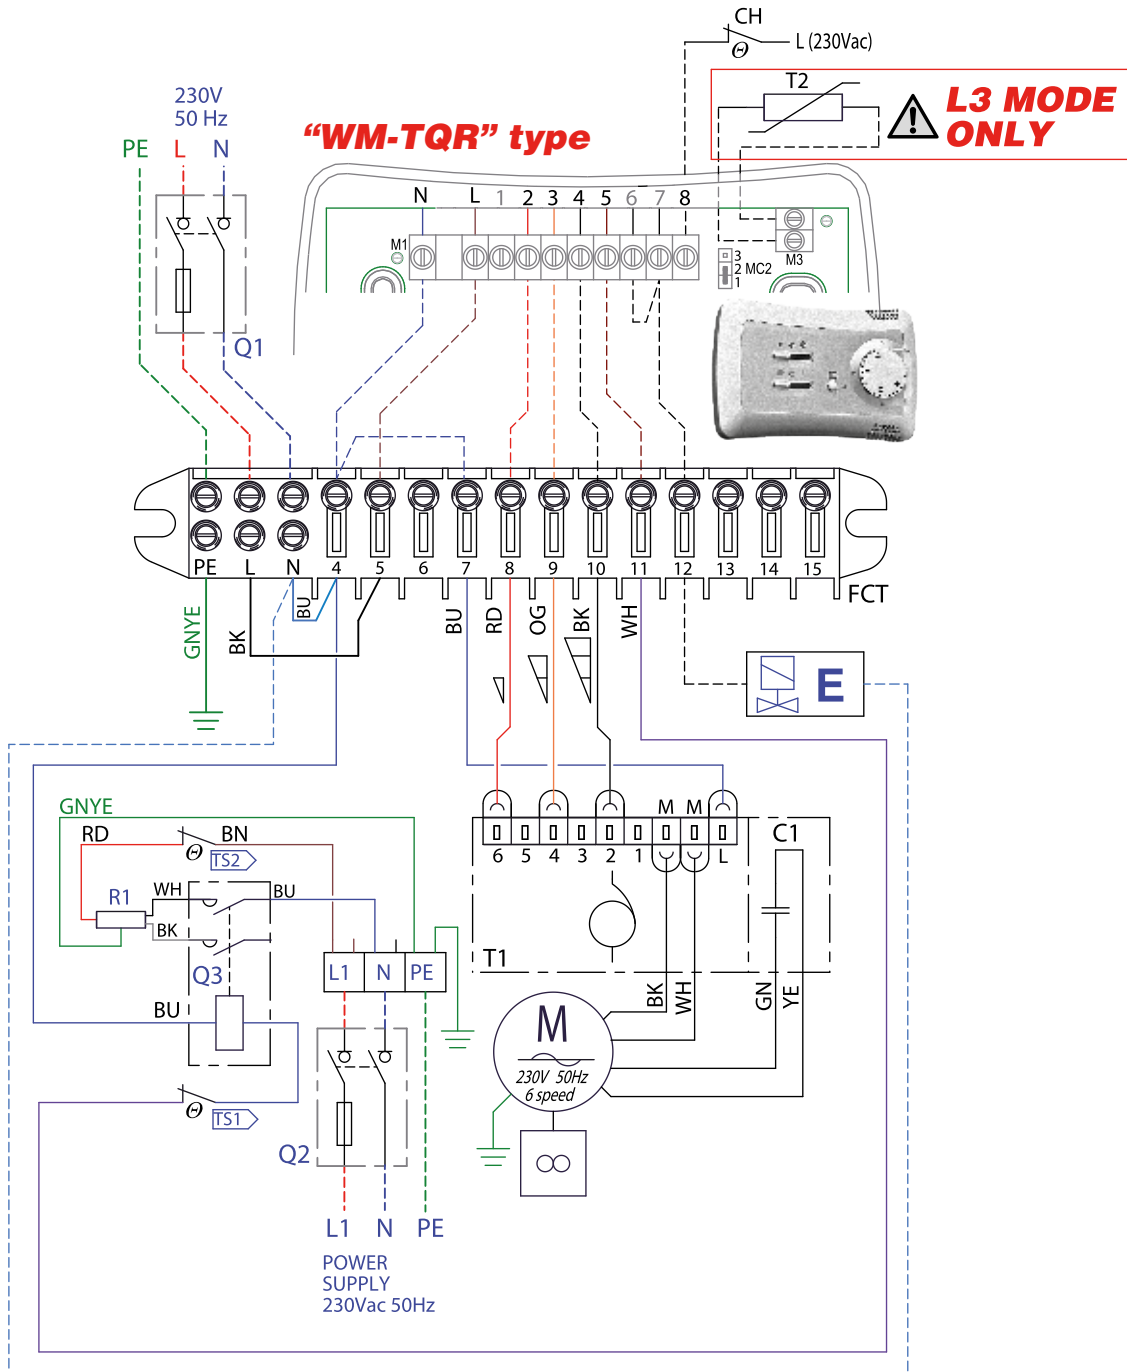 CH
L (230Vac)
T2
L3 MODE
ONLY
230V
50 Hz
PE L N
“WM-TQR” type
N L 1 2 3 4 5 6 7 8
M1
3
2 MC2
1
M3
Q1
PE L N 4 5 6 7 8 9 10 11 12 13 14 15
FCT
GNYE
BK
BU
BU
RD
OG
BK
WH
E
GNYE
RD
BN
Θ
TS2
R1
WH
BU
BK
Q3
L1 N PE
BU
Θ
TS1
M M
6 5 4 3 2 1 L
C1
T1
BK
WH
GN
YE
M
230V 50Hz
6 speed
Q2
L1 N PE
POWER
SUPPLY
230Vac 50Hz
Θ